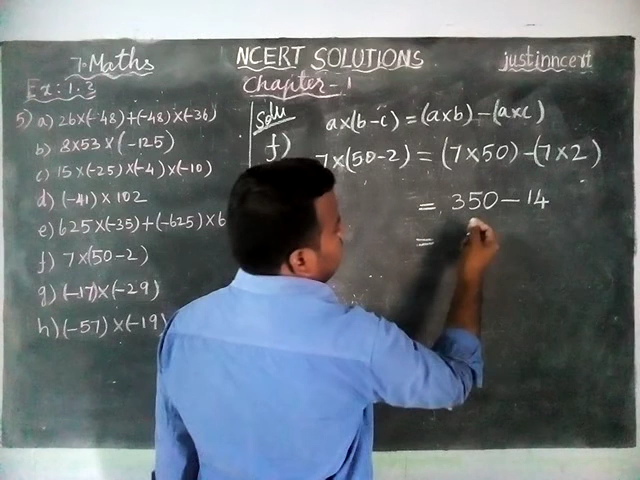 7. Maths
NCERT SOLUTIONS
justinncert
Ex: 1.2
Chapter - 1
5) a) 26×(-48)+(-48)×(-36)
b) 8×53×(-125)
c) 15×(-25)×(-4)×(-10)
d) (-41)×102
e) 625×(-35)+(-625)×6
f) 7×(50-2)
g) (-17)×(-29)
h) (-57)×(-19)
Solu
a×(b-c) = (a×b)-(a×c)
f)
7×(50-2) = (7×50)-(7×2)
= 350-14
=